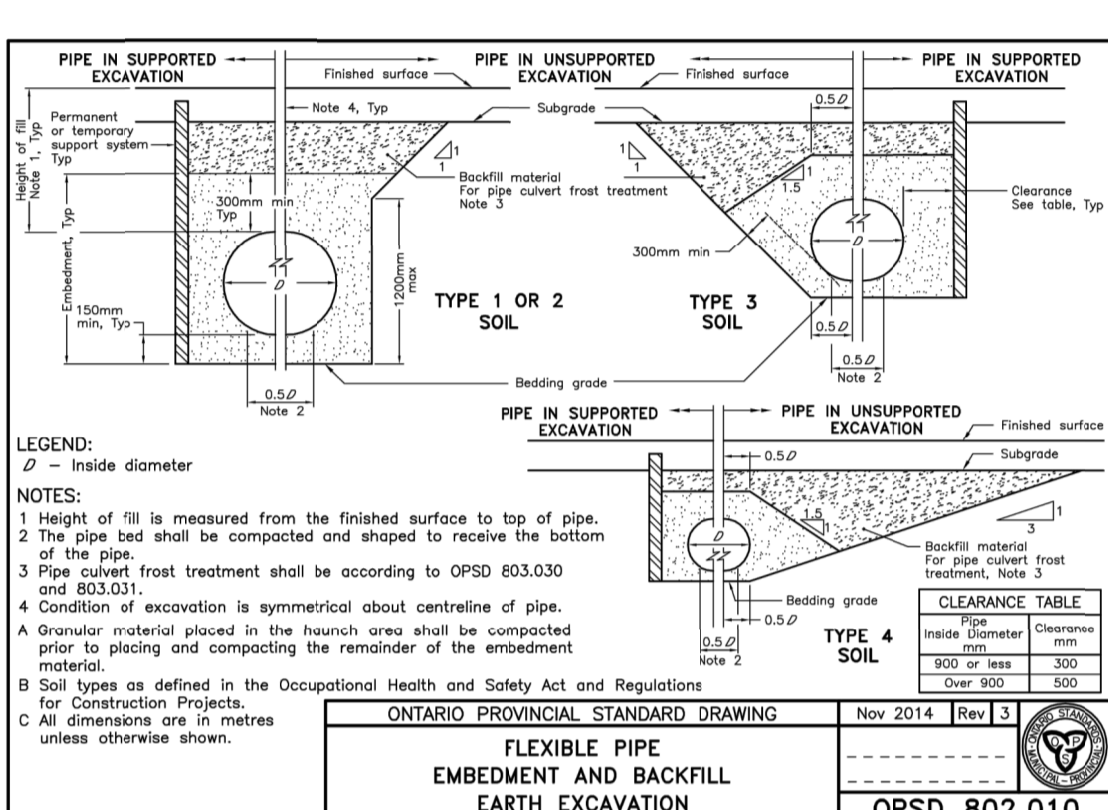 PIPE IN SUPPORTED
EXCAVATION
PIPE IN UNSUPPORTED
EXCAVATION
PIPE IN SUPPORTED
EXCAVATION
Finished surface
Finished surface
Note 4, Typ
Subgrade
0.5D
Height of fill
Note 1, Typ
Permanent
or temporary
support system
Typ
1
1
1
1
1
1.5
Backfill material
For pipe culvert frost treatment
Note 3
Clearance
See table, Typ
300mm min
Typ
Embedment, Typ
D
D
300mm min
1200mm
max
150mm
min, Typ
TYPE 1 OR 2
SOIL
TYPE 3
SOIL
0.5D
0.5D
Note 2
0.5D
Note 2
Bedding grade
PIPE IN SUPPORTED
EXCAVATION
PIPE IN UNSUPPORTED
EXCAVATION
Finished surface
Subgrade
0.5D
1.5
1
1
3
D
Backfill material
For pipe culvert frost
treatment, Note 3
Bedding grade
0.5D
0.5D
Note 2
TYPE 4
SOIL
LEGEND:
D – Inside diameter
NOTES:
1 Height of fill is measured from the finished surface to top of pipe.
2 The pipe bed shall be compacted and shaped to receive the bottom
of the pipe.
3 Pipe culvert frost treatment shall be according to OPSD 803.030
and 803.031.
4 Condition of excavation is symmetrical about centreline of pipe.
A Granular material placed in the haunch area shall be compacted
prior to placing and compacting the remainder of the embedment
material.
B Soil types as defined in the Occupational Health and Safety Act and Regulations
for Construction Projects.
C All dimensions are in metres
unless otherwise shown.
CLEARANCE TABLE
Pipe
Inside Diameter
mm
Clearance
mm
900 or less 300
Over 900 500
ONTARIO PROVINCIAL STANDARD DRAWING
Nov 2014 Rev 3
FLEXIBLE PIPE
EMBEDMENT AND BACKFILL
EARTH EXCAVATION
ONTARIO STANDARDS
MUNICIPAL - PROVINCIAL
O P S
OPSD 802.010